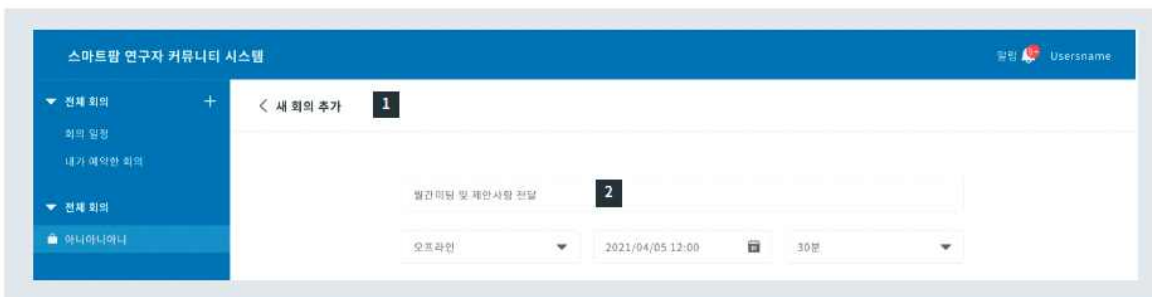 스마트팜 연구자 커뮤니티 시스템
알림 Usersname
전체 회의 +
< 새 회의 추가 1
회의 일정
내가 예약한 회의
월간미팅 및 제안사항 전달 2
전체 회의
아니아니아니
오프라인 2021/04/05 12:00 30분